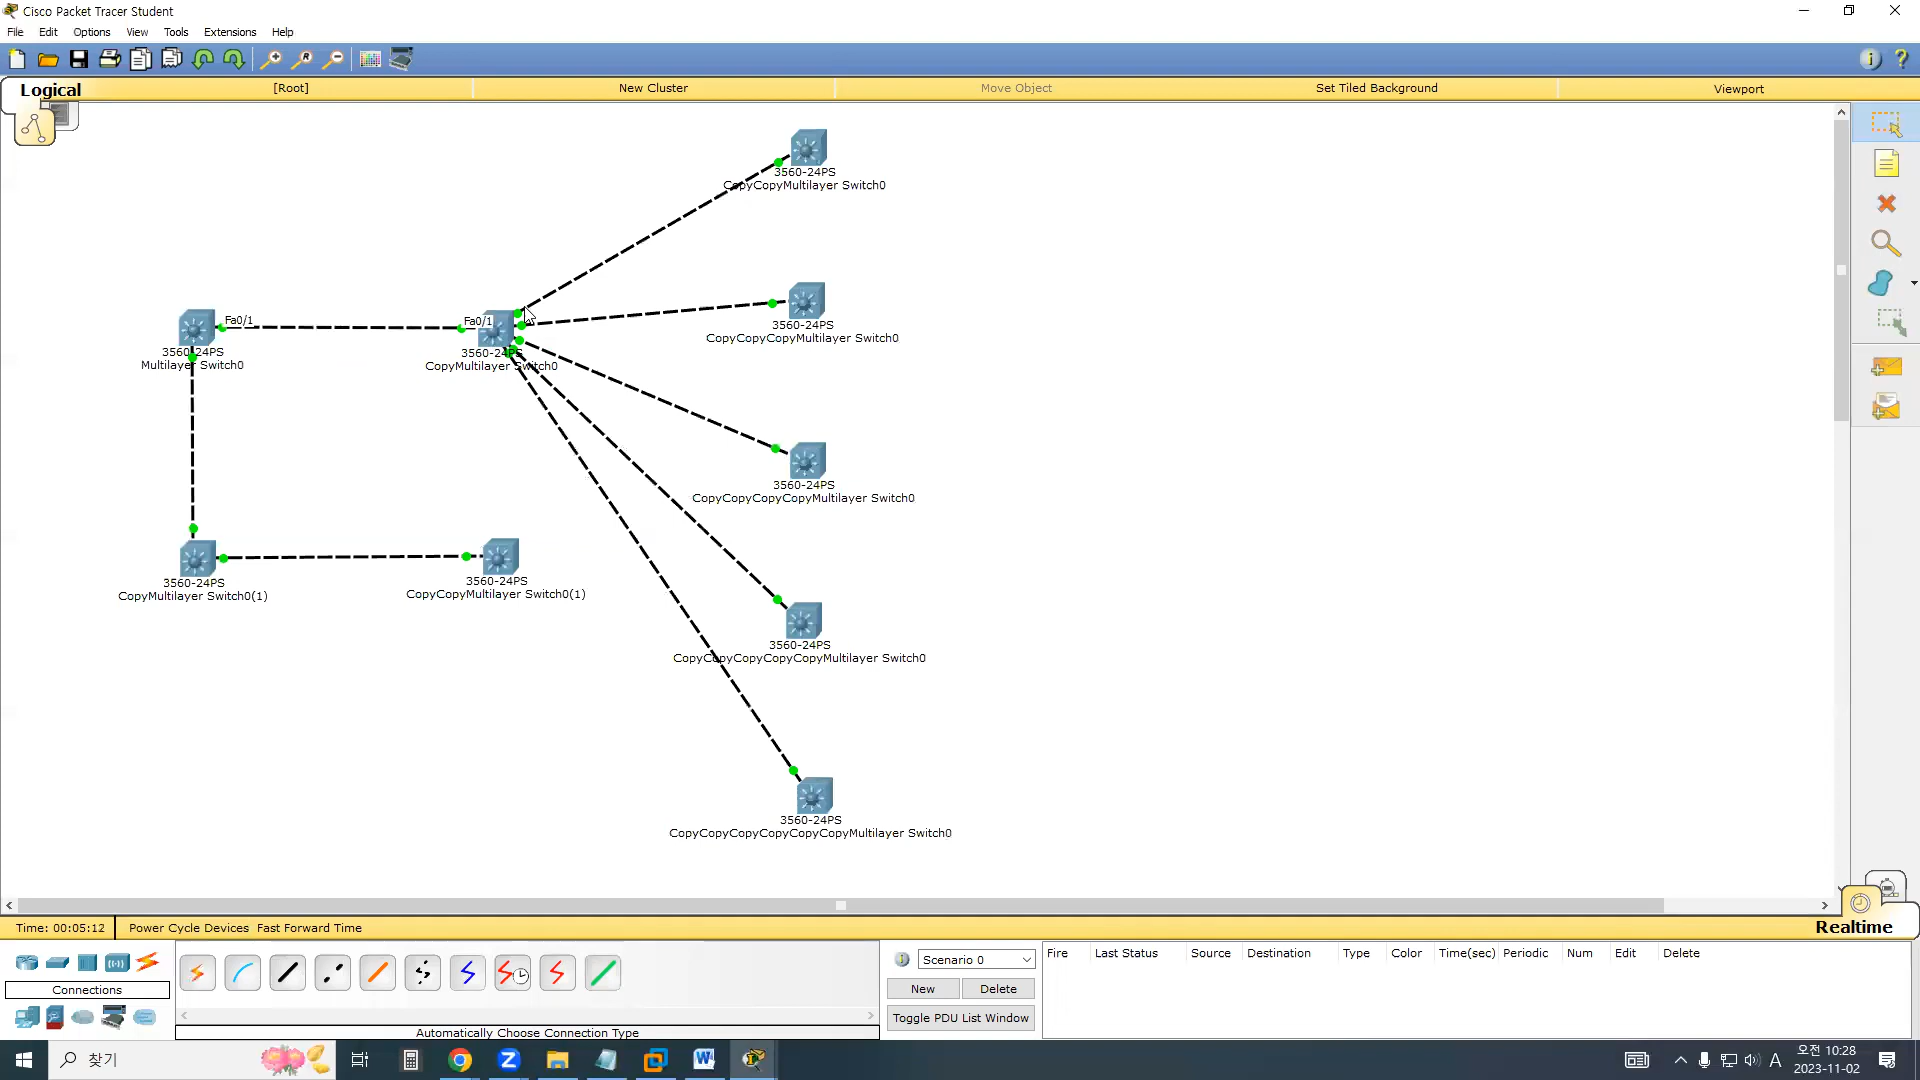 Cisco Packet Tracer Student
File Edit Options View Tools Extensions Help
Logical [Root] New Cluster Move Object Set Tiled Background Viewport
3560-24PS
CopyCopyMultilayer Switch0
3560-24PS
CopyCopyCopyMultilayer Switch0
Fa0/1
3560-24PS
Multilayer Switch0
Fa0/1
3560-24PS
CopyMultilayer Switch0
3560-24PS
CopyCopyCopyCopyMultilayer Switch0
3560-24PS
CopyMultilayer Switch0(1)
3560-24PS
CopyCopyMultilayer Switch0(1)
3560-24PS
CopyCopyCopyCopyCopyMultilayer Switch0
3560-24PS
CopyCopyCopyCopyCopyCopyMultilayer Switch0
Time: 00:05:12 Power Cycle Devices Fast Forward Time Realtime
Connections
Automatically Choose Connection Type
Scenario 0
New Delete
Toggle PDU List Window
Fire Last Status Source Destination Type Color Time(sec) Periodic Num Edit Delete
찾기
A
오전 10:28
2023-11-02